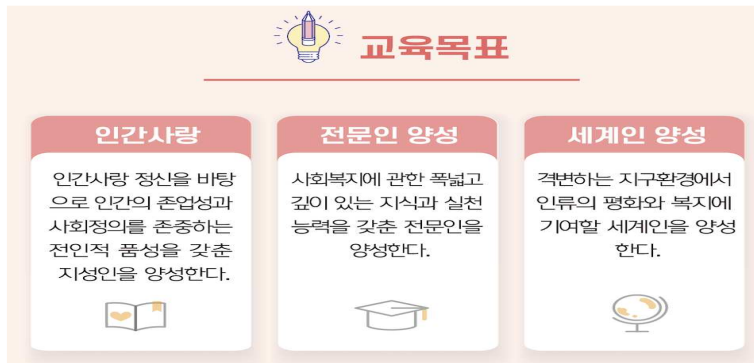 교육목표
인간사랑
인간사랑 정신을 바탕
으로 인간의 존업성과
사회정의를 존중하는
전인적 품성을 갖춘
지성인을 양성한다.
전문인 양성
사회복지에 관한 폭넓고
깊이 있는 지식과 실천
능력을 갖춘 전문인을
양성한다.
세계인 양성
격변하는 지구환경에서
인류의 평화와 복지에
기여할 세계인을 양성
한다.